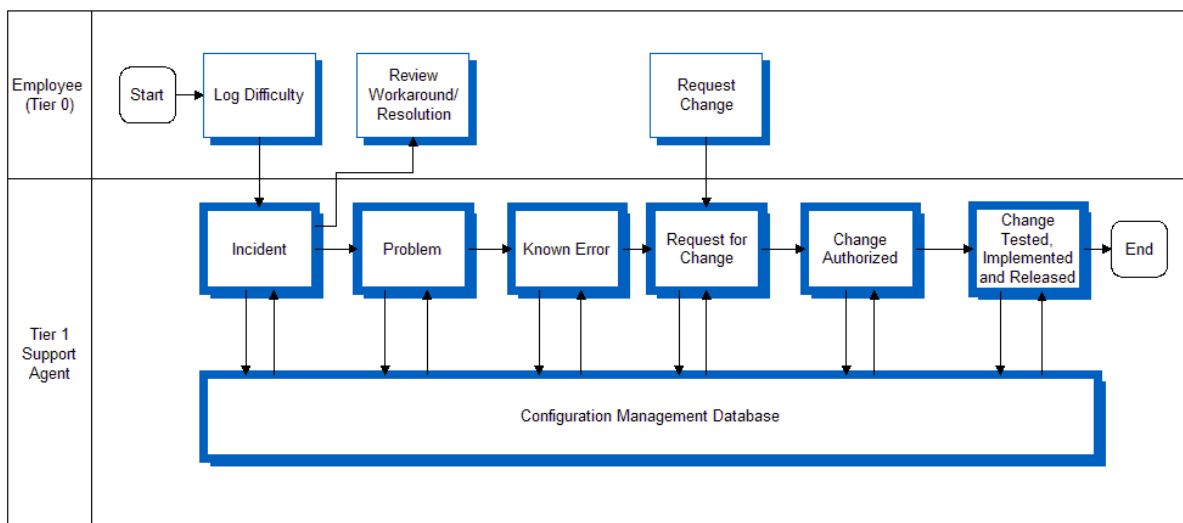 Employee
(Tier 0)
Start
Log Difficulty
Review
Workaround/
Resolution
Request
Change
Tier 1
Support
Agent
Incident
Problem
Known Error
Request for
Change
Change
Authorized
Change
Tested,
Implemented
and Released
End
Configuration Management Database